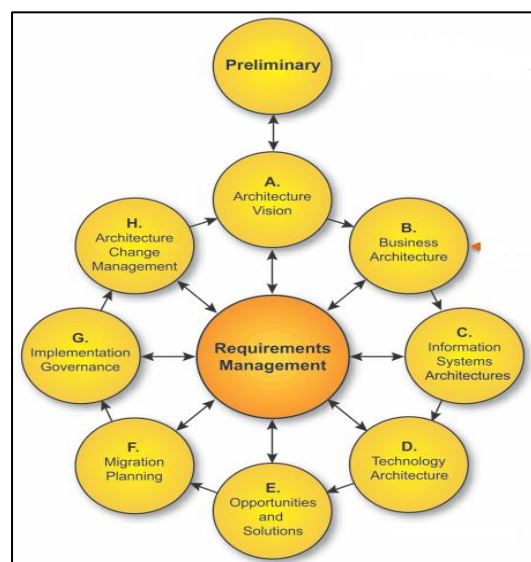 Preliminary
A.
Architecture
Vision
B.
Business
Architecture
C.
Information
Systems
Architectures
D.
Technology
Architecture
E.
Opportunities
and
Solutions
F.
Migration
Planning
G.
Implementation
Governance
H.
Architecture
Change
Management
Requirements
Management